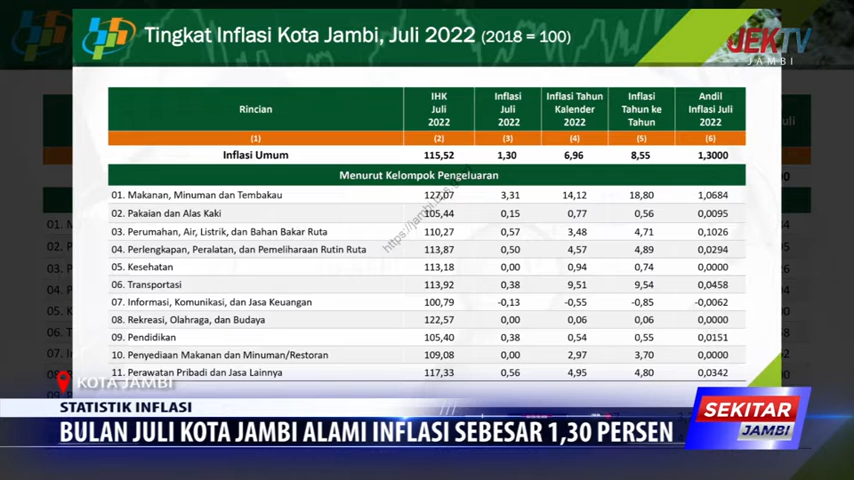 Tingkat Inflasi Kota Jambi, Juli 2022 (2018 = 100)
JEKTV
JAMBI
Rincian IHK Juli 2022 Inflasi Juli 2022 Inflasi Tahun Kalender 2022 Inflasi Tahun ke Tahun Andil Inflasi Juli 2022
(1) (2) (3) (4) (5) (6)
Inflasi Umum 115,52 1,30 6,96 8,55 1,3000
Menurut Kelompok Pengeluaran
01. Makanan, Minuman dan Tembakau 127,07 3,31 14,12 18,80 1,0684
02. Pakaian dan Alas Kaki 105,44 0,15 0,77 0,56 0,0095
03. Perumahan, Air, Listrik, dan Bahan Bakar Ruta 110,27 0,57 3,48 4,71 0,1026
04. Perlengkapan, Peralatan, dan Pemeliharaan Rutin Ruta 113,87 0,50 4,57 4,89 0,0294
05. Kesehatan 113,18 0,00 0,94 0,74 0,0000
06. Transportasi 113,92 0,38 9,51 9,54 0,0458
07. Informasi, Komunikasi, dan Jasa Keuangan 100,79 -0,13 -0,55 -0,85 -0,0062
08. Rekreasi, Olahraga, dan Budaya 122,57 0,00 0,06 0,06 0,0000
09. Pendidikan 105,40 0,38 0,54 0,55 0,0151
10. Penyediaan Makanan dan Minuman/Restoran 109,08 0,00 2,97 3,70 0,0000
11. Perawatan Pribadi dan Jasa Lainnya 117,33 0,56 4,95 4,80 0,0342
KOTA JAMBI
STATISTIK INFLASI
BULAN JULI KOTA JAMBI ALAMI INFLASI SEBESAR 1,30 PERSEN
SEKITAR
JAMBI